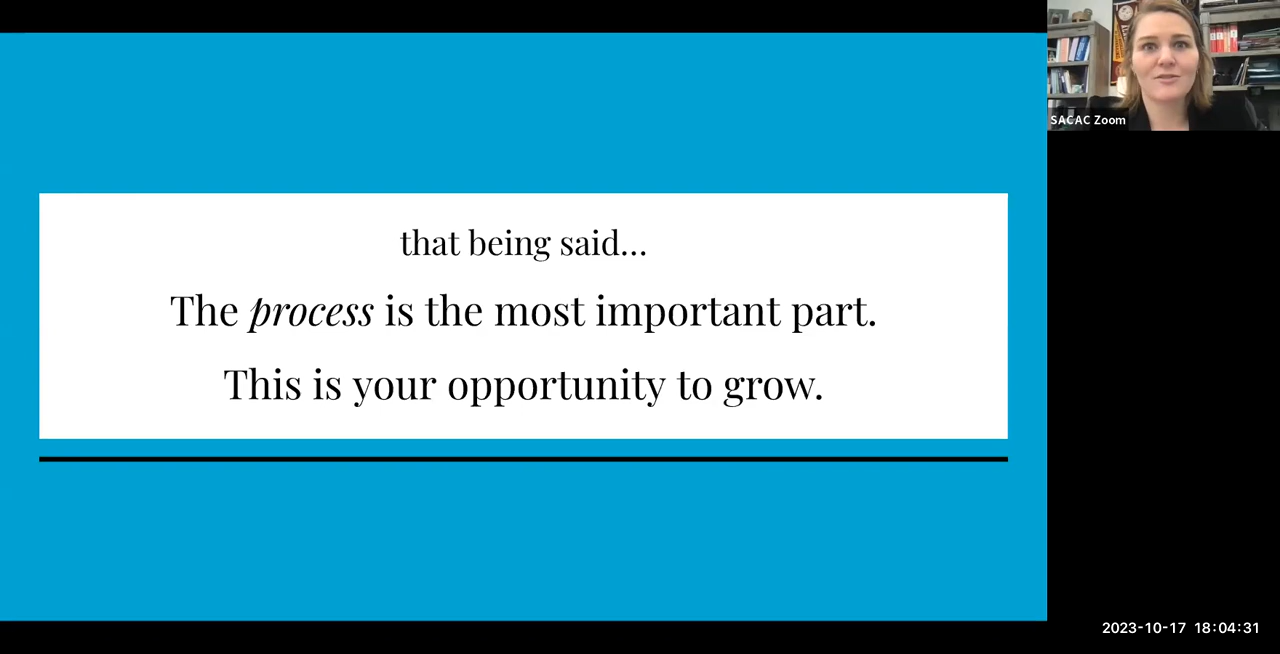 that being said...
The process is the most important part.
This is your opportunity to grow.
SACAC Zoom
2023-10-17 18:04:31